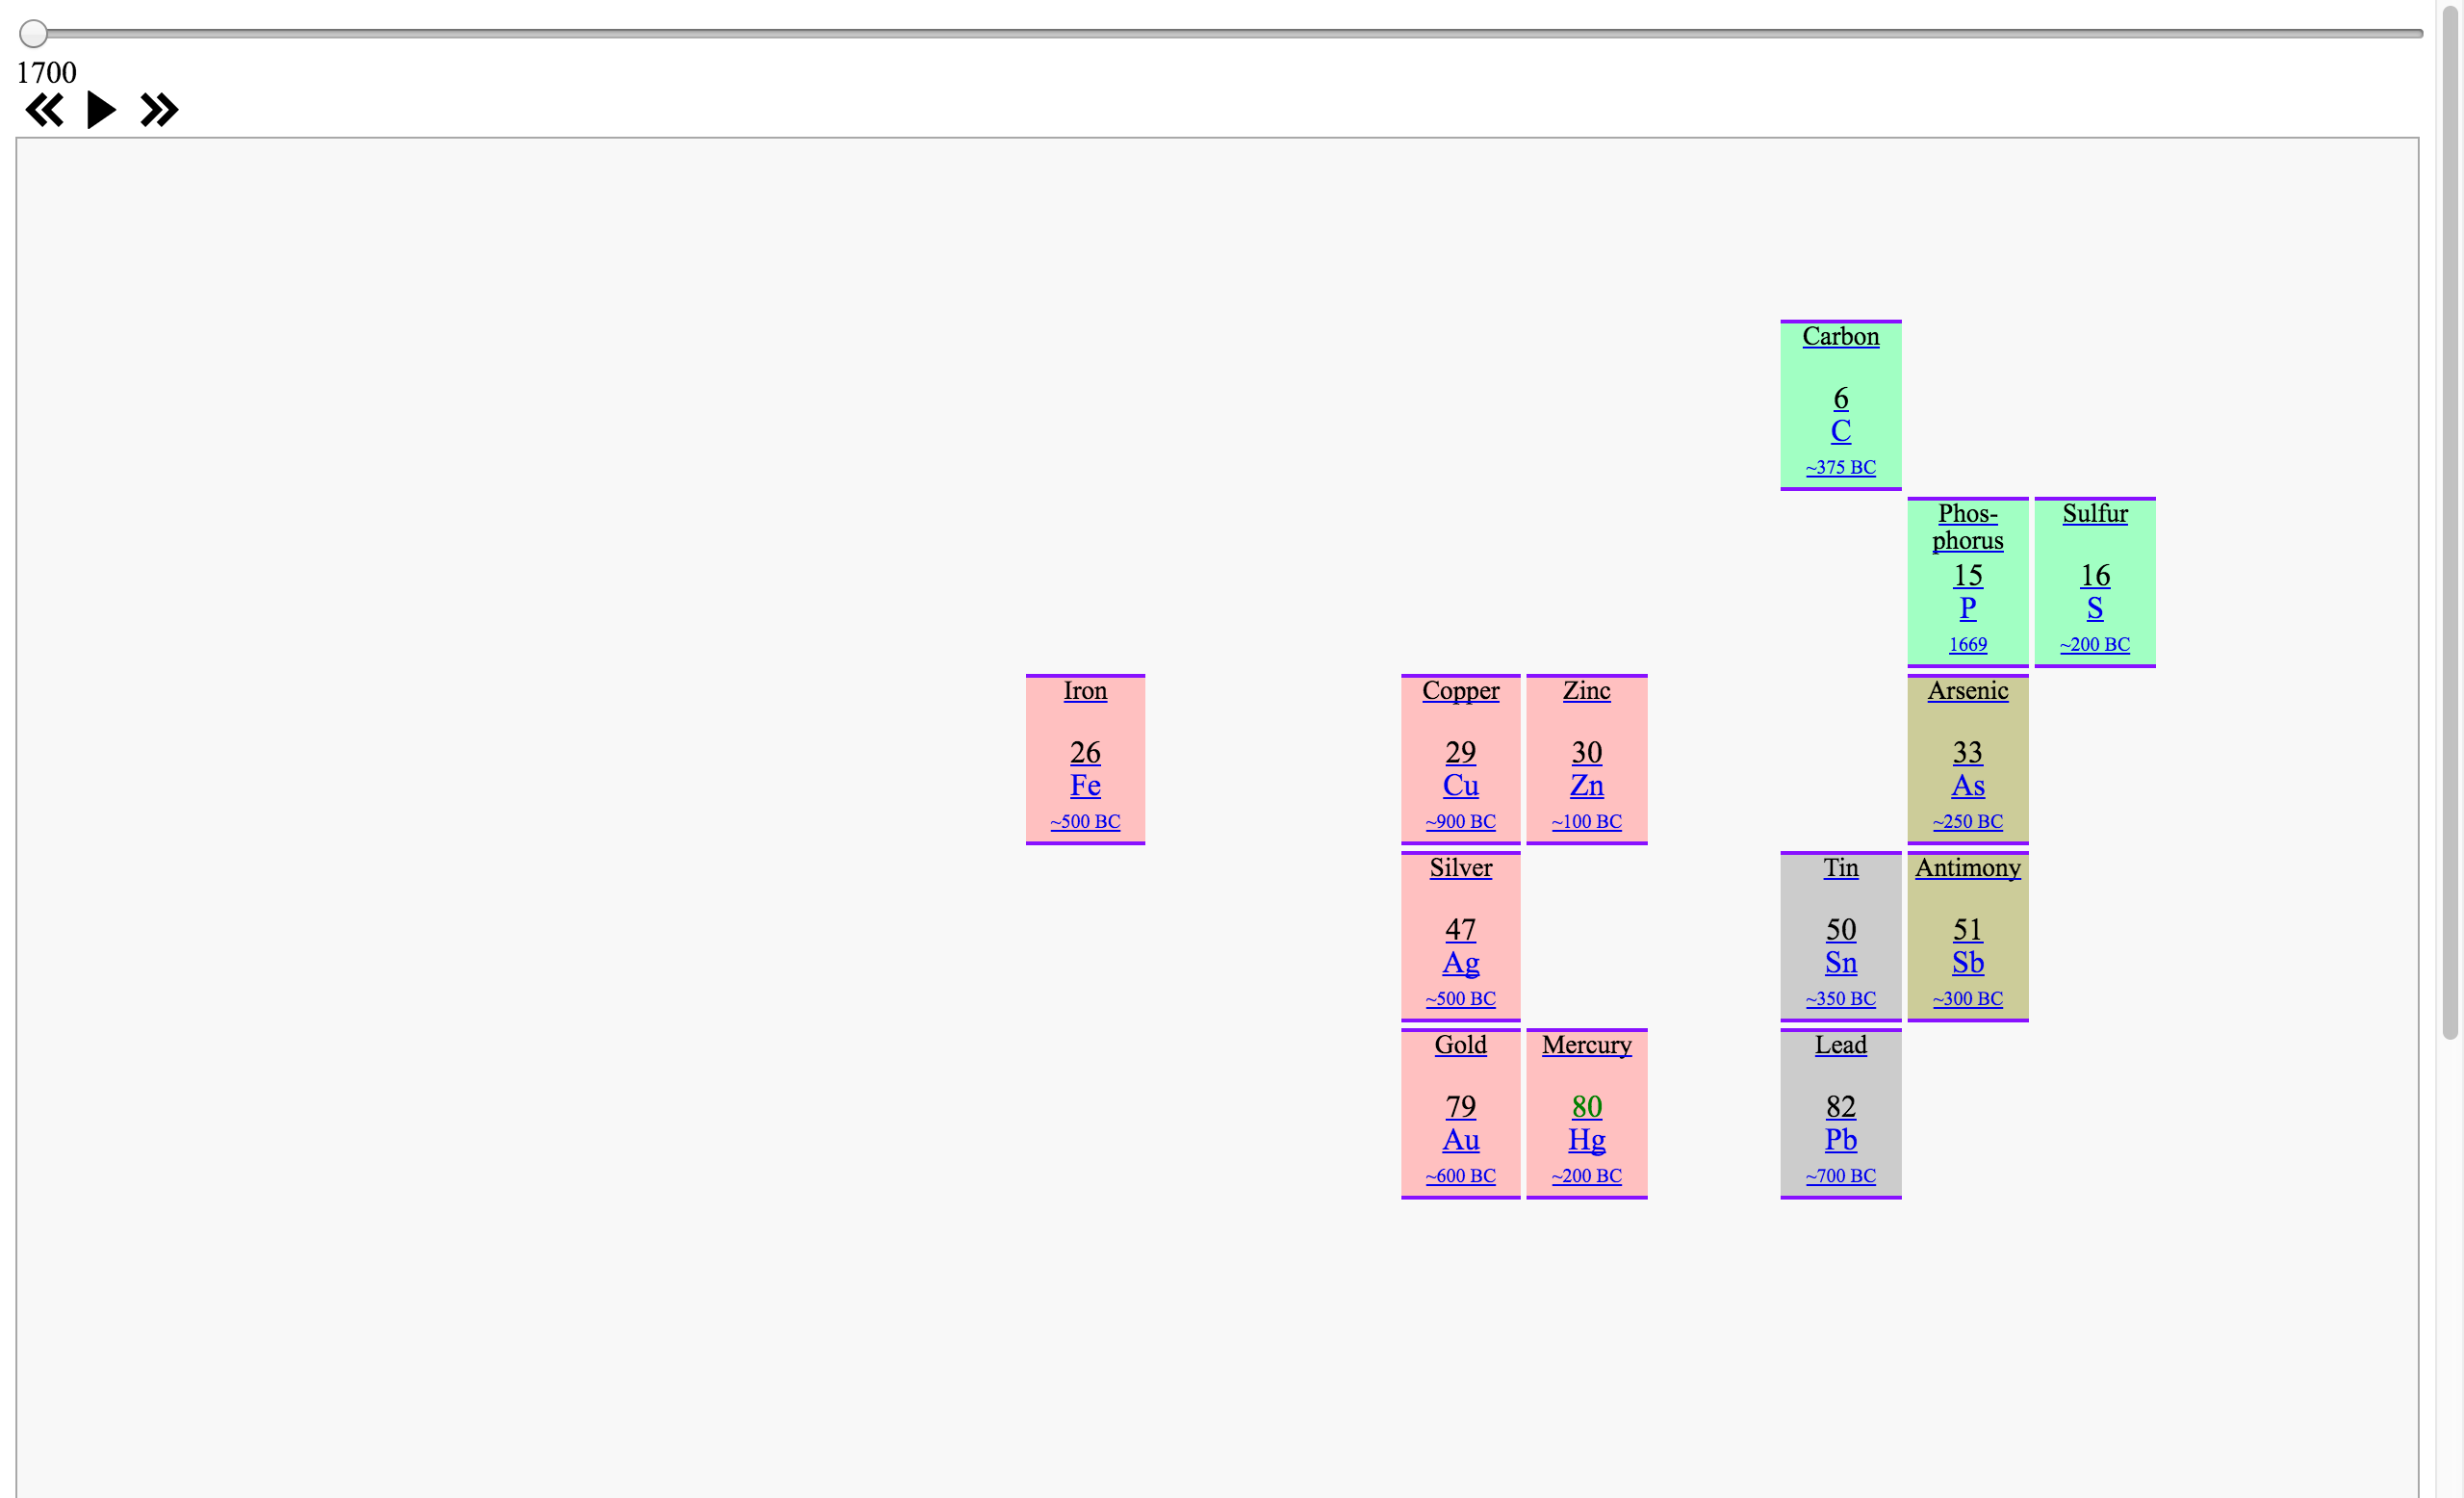 1700
Carbon
6
C
~375 BC
Phos-
phorus
15
P
1669
Sulfur
16
S
~200 BC
Iron
26
Fe
~500 BC
Copper
29
Cu
~900 BC
Zinc
30
Zn
~100 BC
Arsenic
33
As
~250 BC
Silver
47
Ag
~500 BC
Tin
50
Sn
~350 BC
Antimony
51
Sb
~300 BC
Gold
79
Au
~600 BC
Mercury
80
Hg
~200 BC
Lead
82
Pb
~700 BC